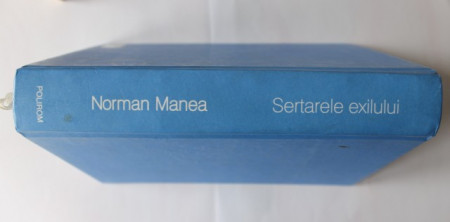 POLIROM
Norman Manea
Sertarele exilului